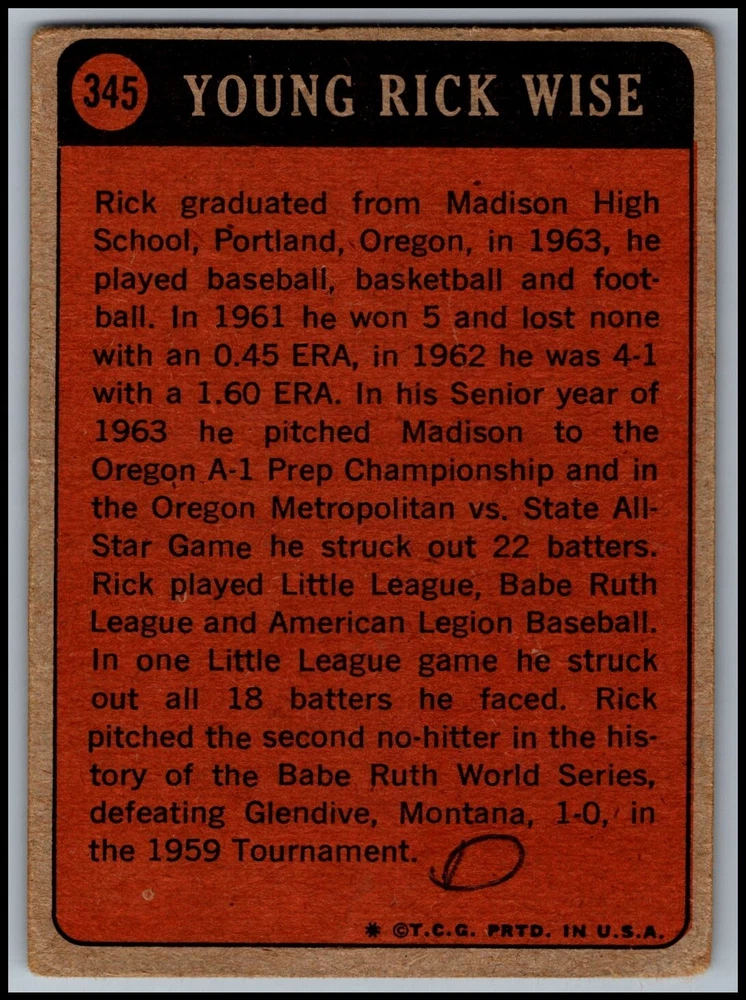 345 YOUNG RICK WISE
Rick graduated from Madison High
School, Portland, Oregon, in 1963, he
played baseball, basketball and foot-
ball. In 1961 he won 5 and lost none
with an 0.45 ERA, in 1962 he was 4-1
with a 1.60 ERA. In his Senior year of
1963 he pitched Madison to the
Oregon A-1 Prep Championship and in
the Oregon Metropolitan vs. State All-
Star Game he struck out 22 batters.
Rick played Little League, Babe Ruth
League and American Legion Baseball.
In one Little League game he struck
out all 18 batters he faced. Rick
pitched the second no-hitter in the his-
tory of the Babe Ruth World Series,
defeating Glendive, Montana, 1-0, in
the 1959 Tournament.
* ©T.C.G. PRTD. IN U.S.A.